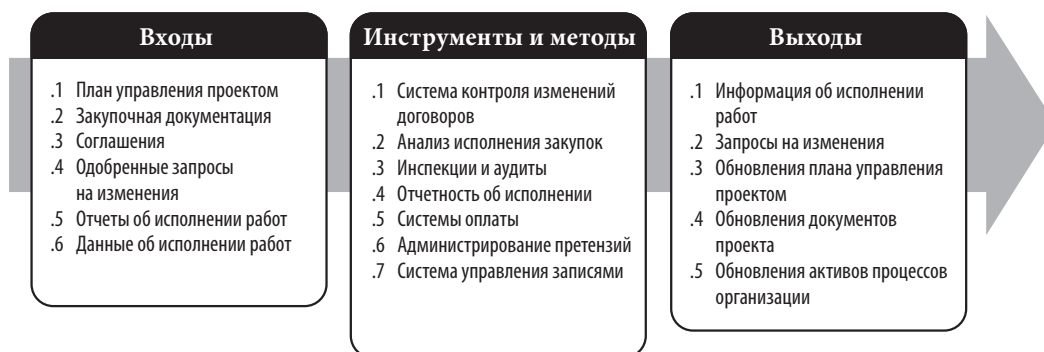 Входы
.1 План управления проектом
.2 Закупочная документация
.3 Соглашения
.4 Одобренные запросы
на изменения
.5 Отчеты об исполнении работ
.6 Данные об исполнении работ
Инструменты и методы
.1 Система контроля изменений
договоров
.2 Анализ исполнения закупок
.3 Инспекции и аудиты
.4 Отчетность об исполнении
.5 Системы оплаты
.6 Администрирование претензий
.7 Система управления записями
Выходы
.1 Информация об исполнении
работ
.2 Запросы на изменения
.3 Обновления плана управления
проектом
.4 Обновления документов
проекта
.5 Обновления активов процессов
организации